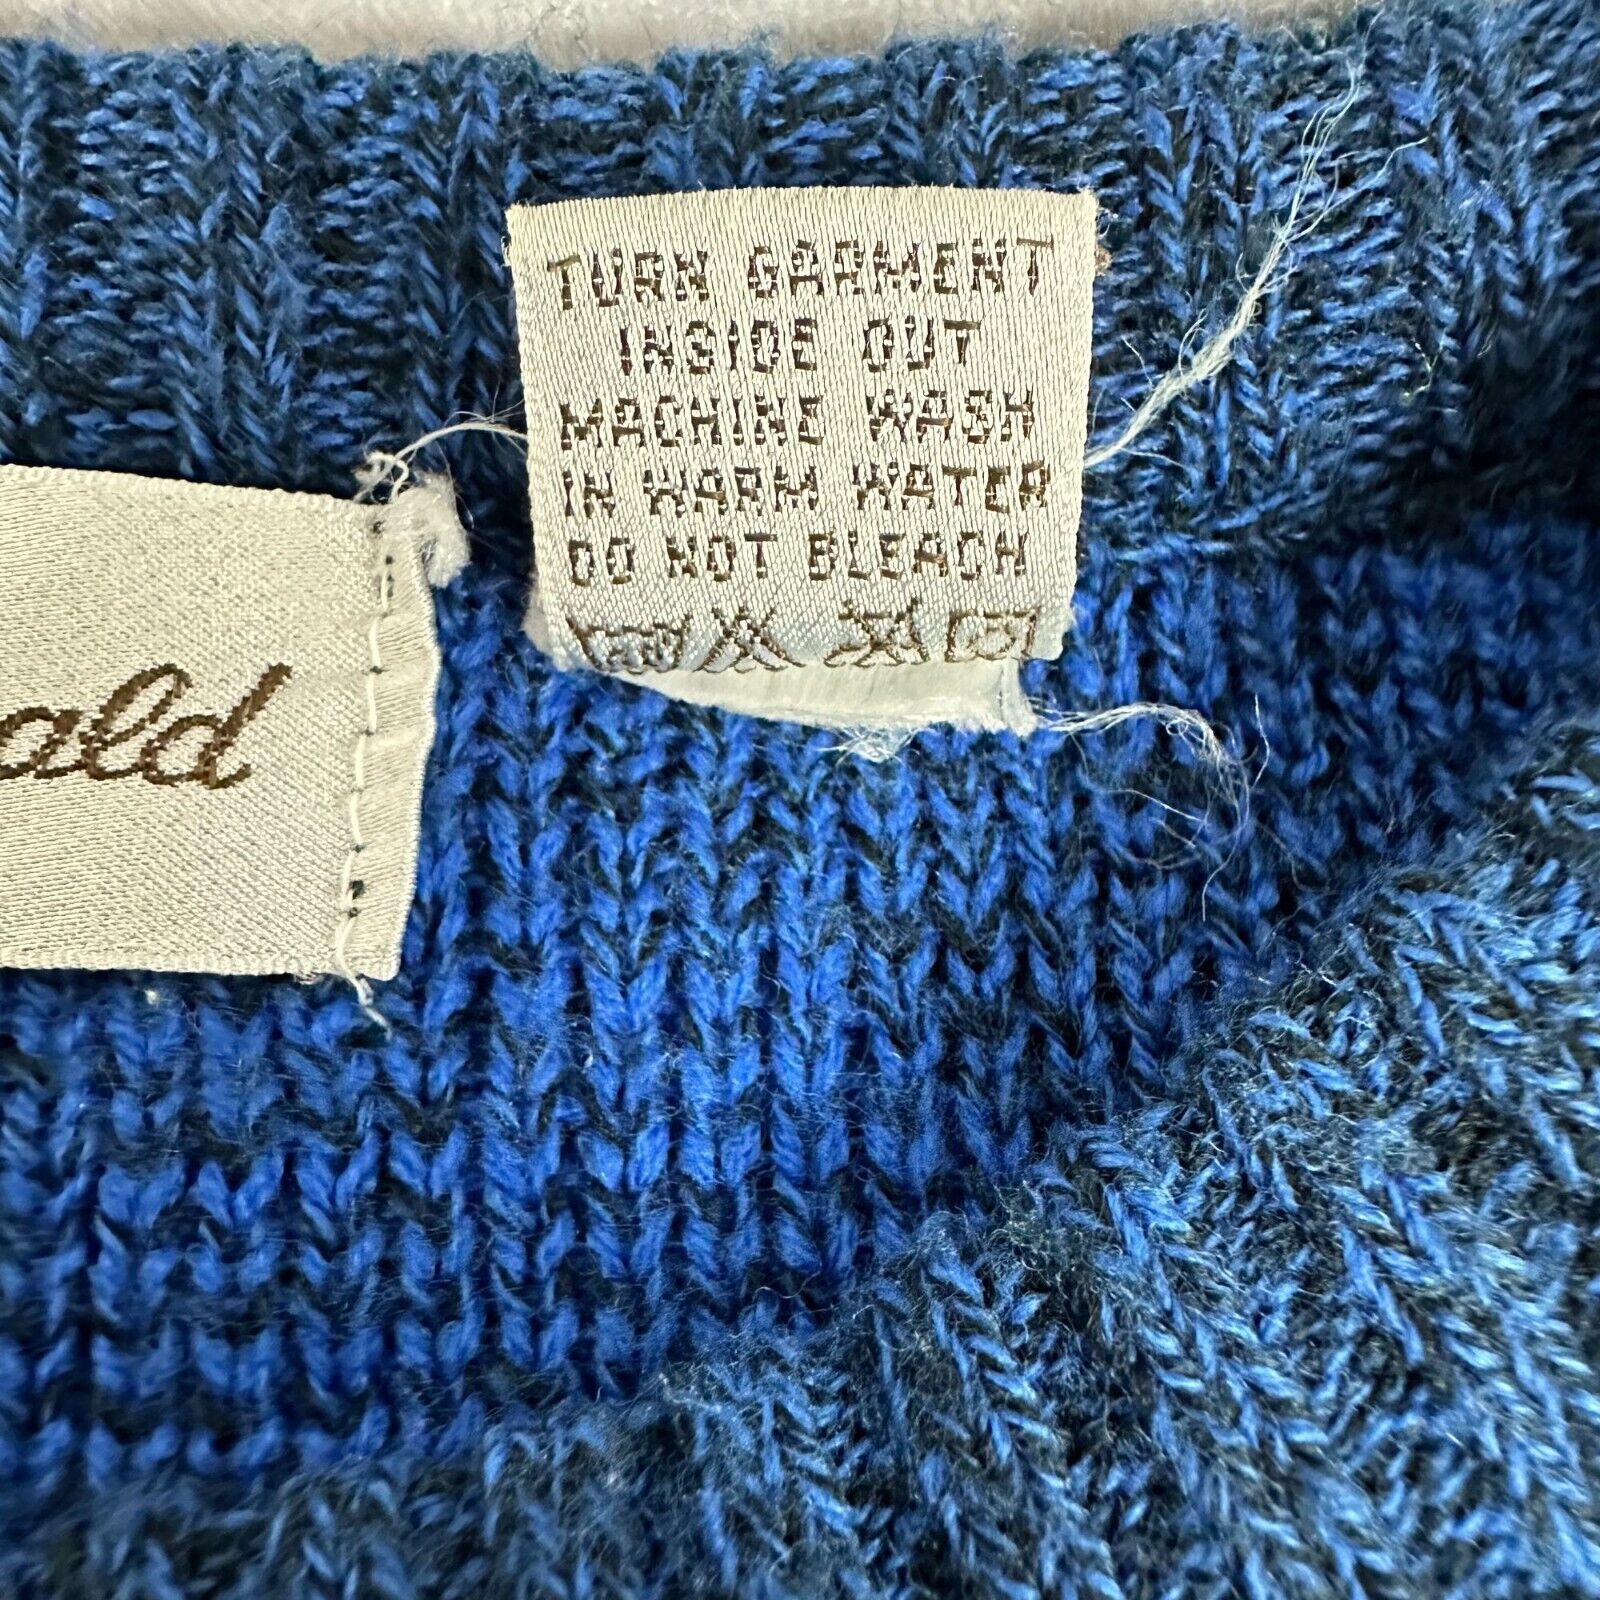 TURN GARMENT
INSIDE OUT
MACHINE WASH
IN WARM WATER
DO NOT BLEACH
ald